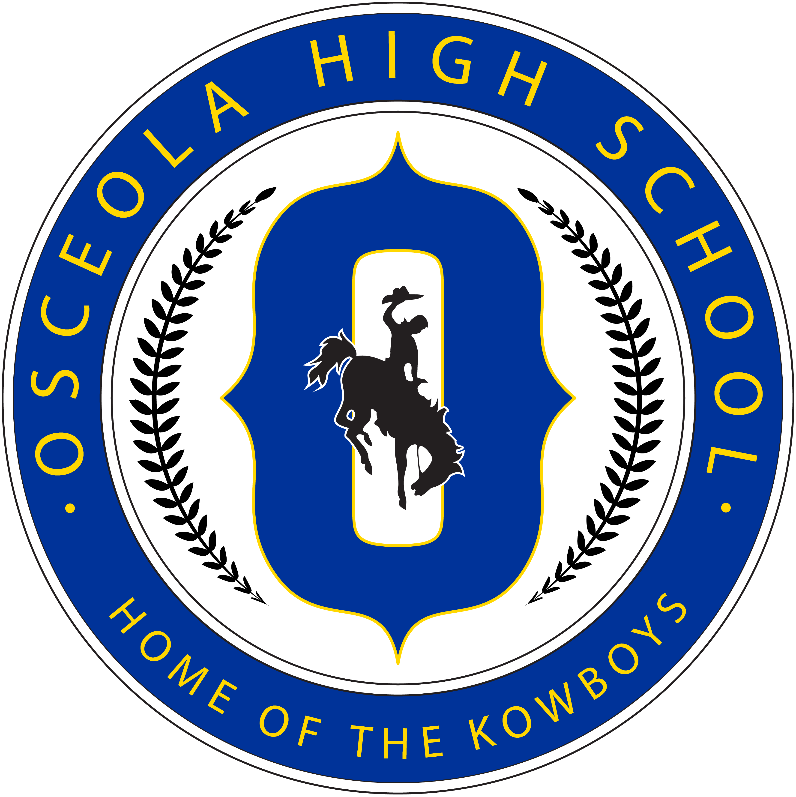 · OSCEOLA HIGH SCHOOL ·
O
HOME OF THE KOWBOYS